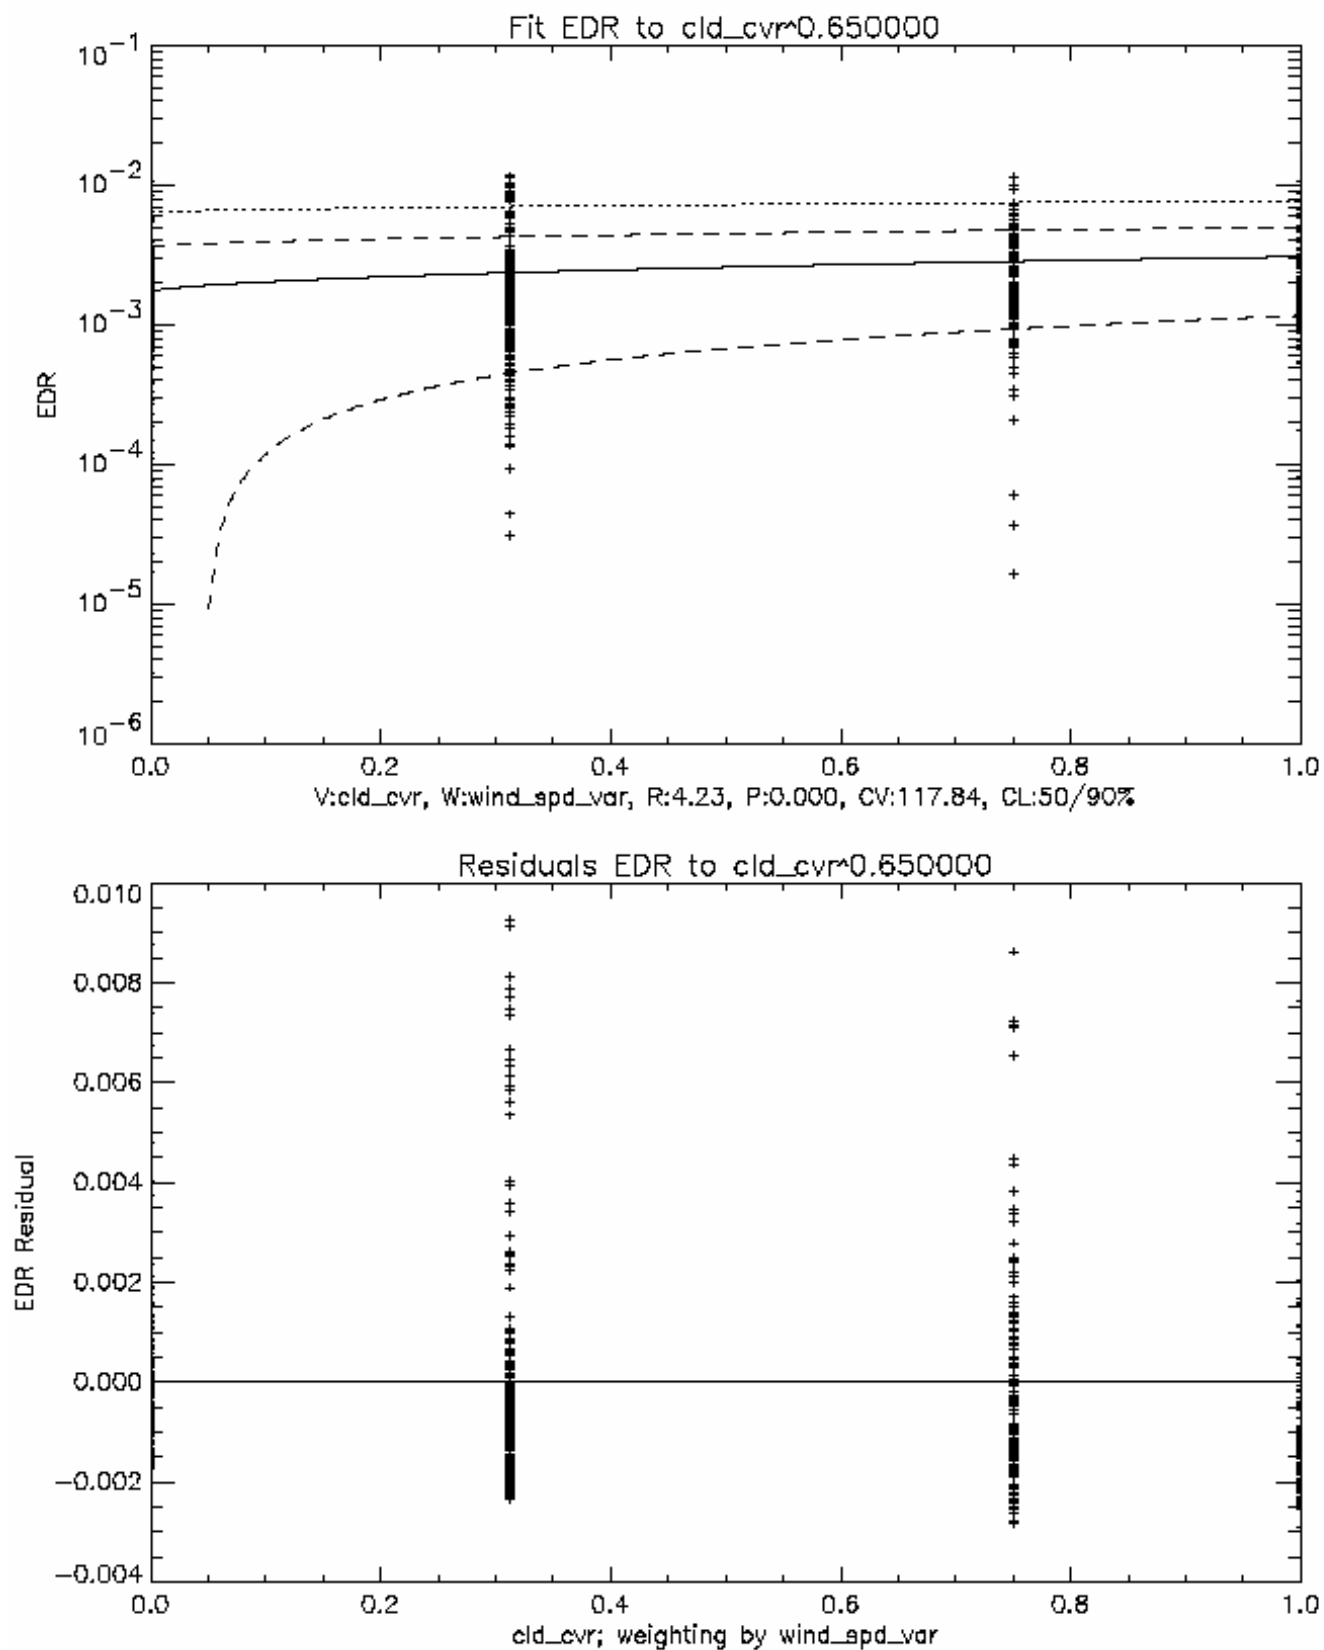 Fit EDR to cld_cvr^0.650000
10−1
10−2
10−3
10−4
10−5
10−6
EDR
0.0 0.2 0.4 0.6 0.8 1.0
V:cld_cvr, W:wind_spd_var, R:4.23, P:0.000, CV:117.84, CL:50/90%
Residuals EDR to cld_cvr^0.650000
0.010
0.008
0.006
0.004
0.002
0.000
−0.002
−0.004
EDR Residual
0.0 0.2 0.4 0.6 0.8 1.0
cld_cvr; weighting by wind_spd_var